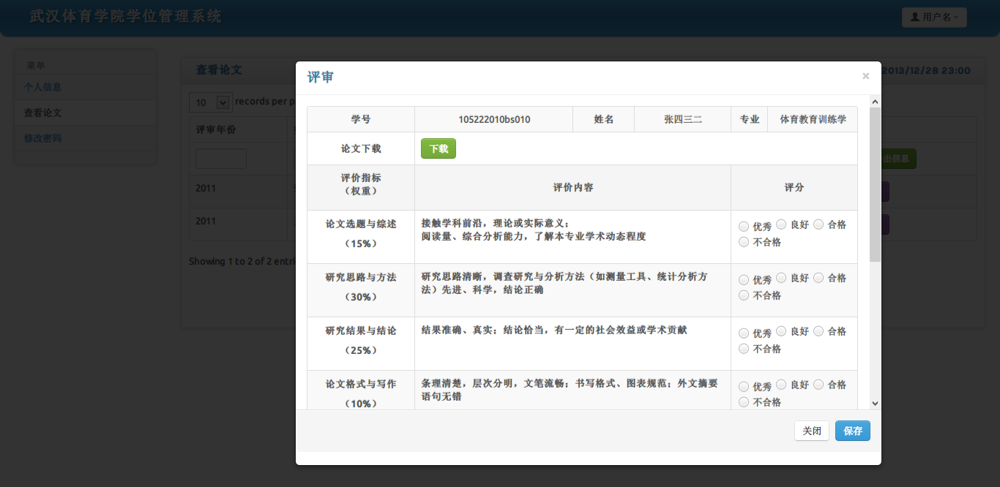 武汉体育学院学位管理系统
用户名
菜单
个人信息
查看论文
修改密码
查看论文
2013/12/28 23:00
10 records per p
评审年份
出信息
2011
2011
Showing 1 to 2 of 2 entri
评审
×
学号 105222010bs010 姓名 张四三二 专业 体育教育训练学
论文下载 下载
评价指标
（权重）
评价内容
评分
论文选题与综述
（15%）
接触学科前沿，理论或实际意义；
阅读量、综合分析能力，了解本专业学术动态程度
优秀 良好 合格
不合格
研究思路与方法
（30%）
研究思路清晰，调查研究与分析方法（如测量工具、统计分析方
法）先进、科学，结论正确
优秀 良好 合格
不合格
研究结果与结论
（25%）
结果准确、真实；结论恰当，有一定的社会效益或学术贡献
优秀 良好 合格
不合格
论文格式与写作
（10%）
条理清楚，层次分明，文笔流畅；书写格式、图表规范；外文摘要
语句无错
优秀 良好 合格
不合格
关闭 保存